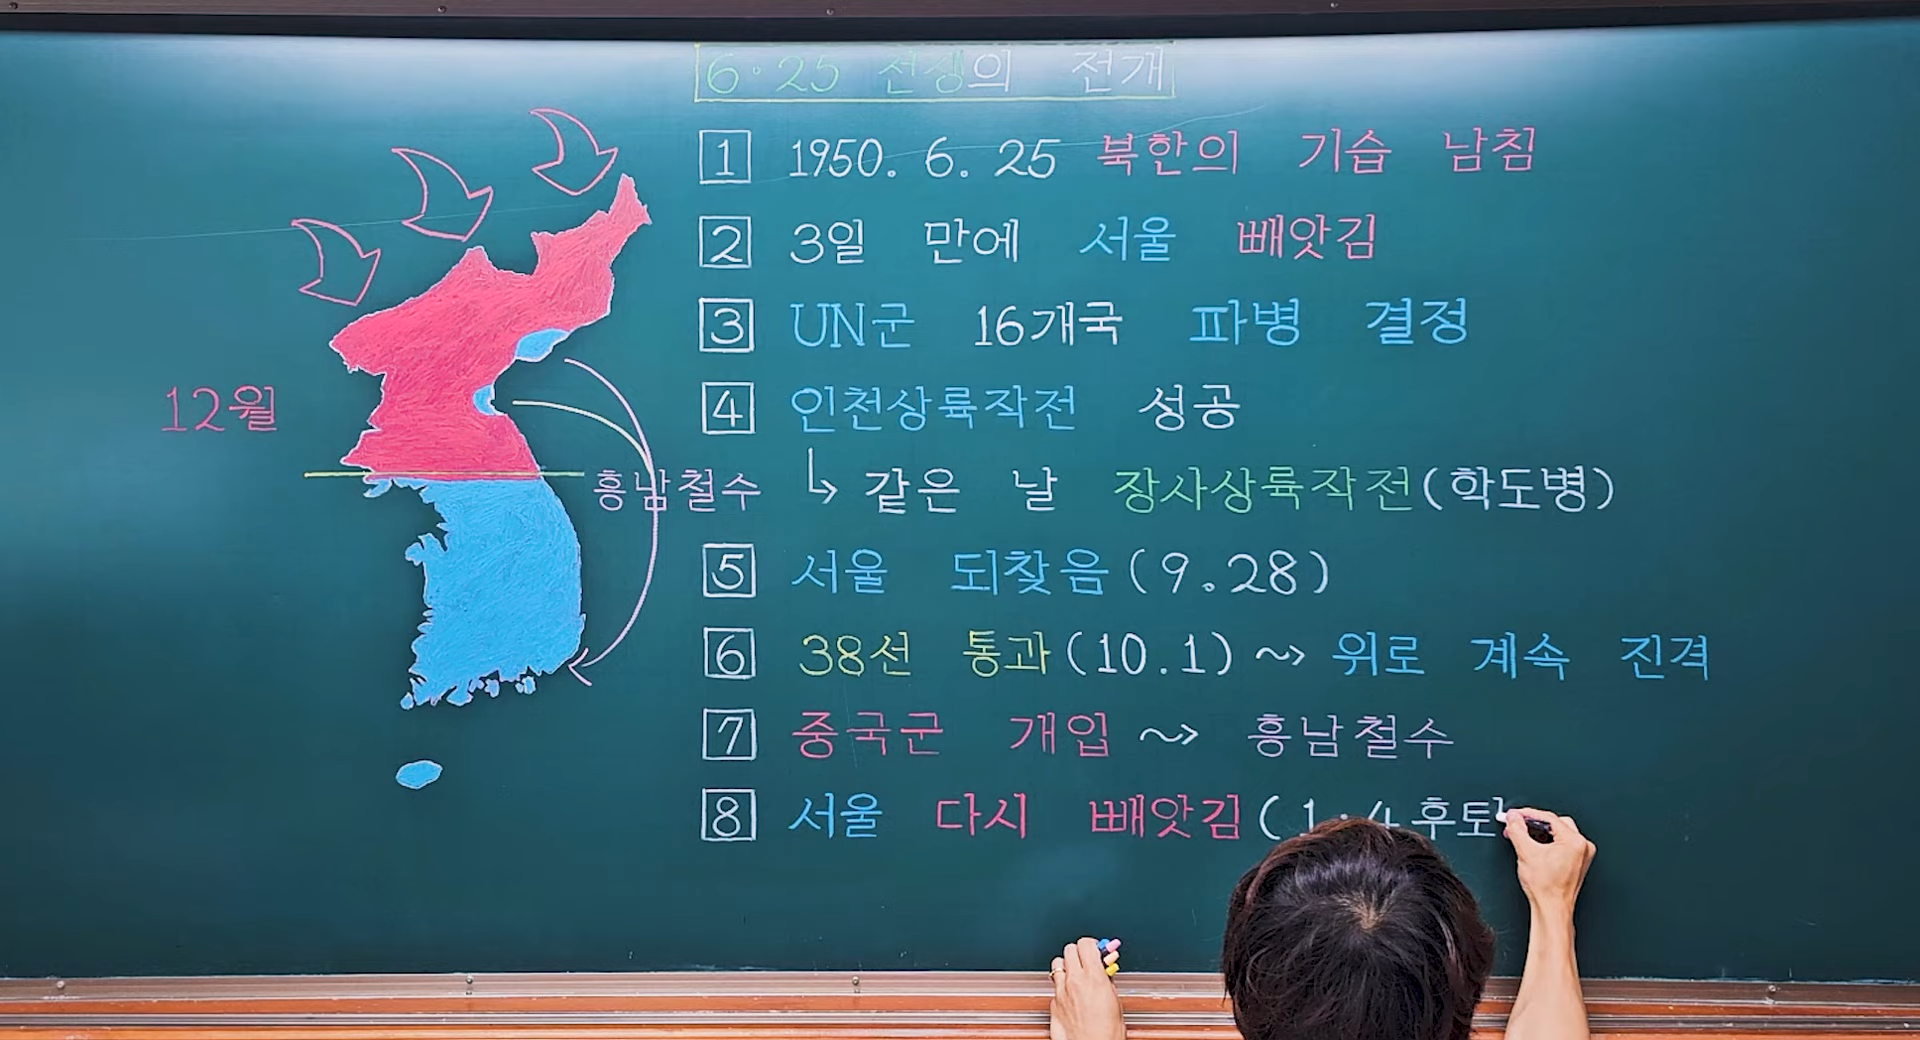 6·25 전쟁의 전개
1 1950. 6. 25 북한의 기습 남침
2 3일 만에 서울 빼앗김
3 UN군 16개국 파병 결정
12월
4 인천상륙작전 성공
흥남철수
↳ 같은 날 장사상륙작전(학도병)
5 서울 되찾음(9.28)
6 38선 통과(10.1) ~> 위로 계속 진격
7 중국군 개입 ~> 흥남철수
8 서울 다시 빼앗김(1·4후토